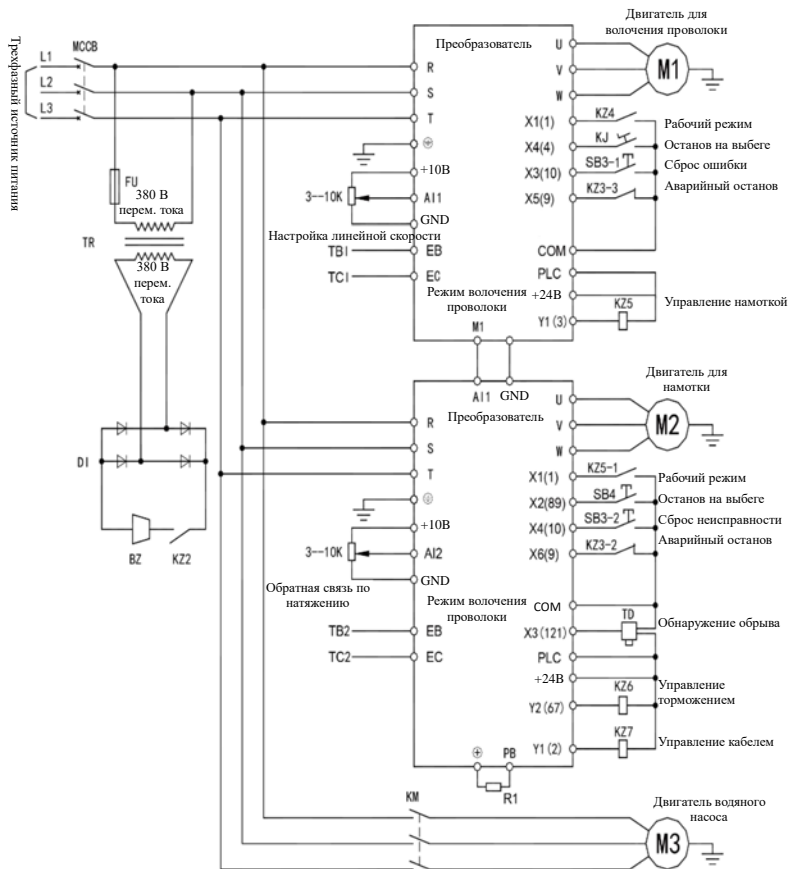 Двигатель для
волочения проволоки
Преобразователь
MCCB
L1
L2
L3
Трехфазный источник питания
R
S
T
U
V
W
M1
X1(1)
KZ4
Рабочий режим
X4(4)
KJ
Останов на выбеге
X3(10)
SB3-1
Сброс ошибки
X5(9)
KZ3-3
Аварийный останов
+10В
3--10K
AI1
GND
Настройка линейной скорости
TB1
EB
TC1
EC
COM
PLC
+24В
Режим волочения
проволоки
Y1(3)
KZ5
Управление намоткой
FU
380 В
перем. тока
TR
380 В
перем.
тока
M1
AI1
GND
Двигатель для
намотки
Преобразователь
R
S
T
U
V
W
M2
X1(1)
KZ5-1
Рабочий режим
X2(89)
SB4
Останов на выбеге
X4(10)
SB3-2
Сброс неисправности
X6(9)
KZ3-2
Аварийный останов
DI
BZ
KZ2
+10В
3--10K
AI2
GND
Обратная связь по
натяжению
Режим волочения
проволоки
COM
TB2
EB
TC2
EC
X3(121)
TD
Обнаружение обрыва
PLC
+24В
Y2(67)
KZ6
Управление
торможением
Y1(2)
KZ7
Управление кабелем
PB
R1
KM
Двигатель водяного
насоса
M3